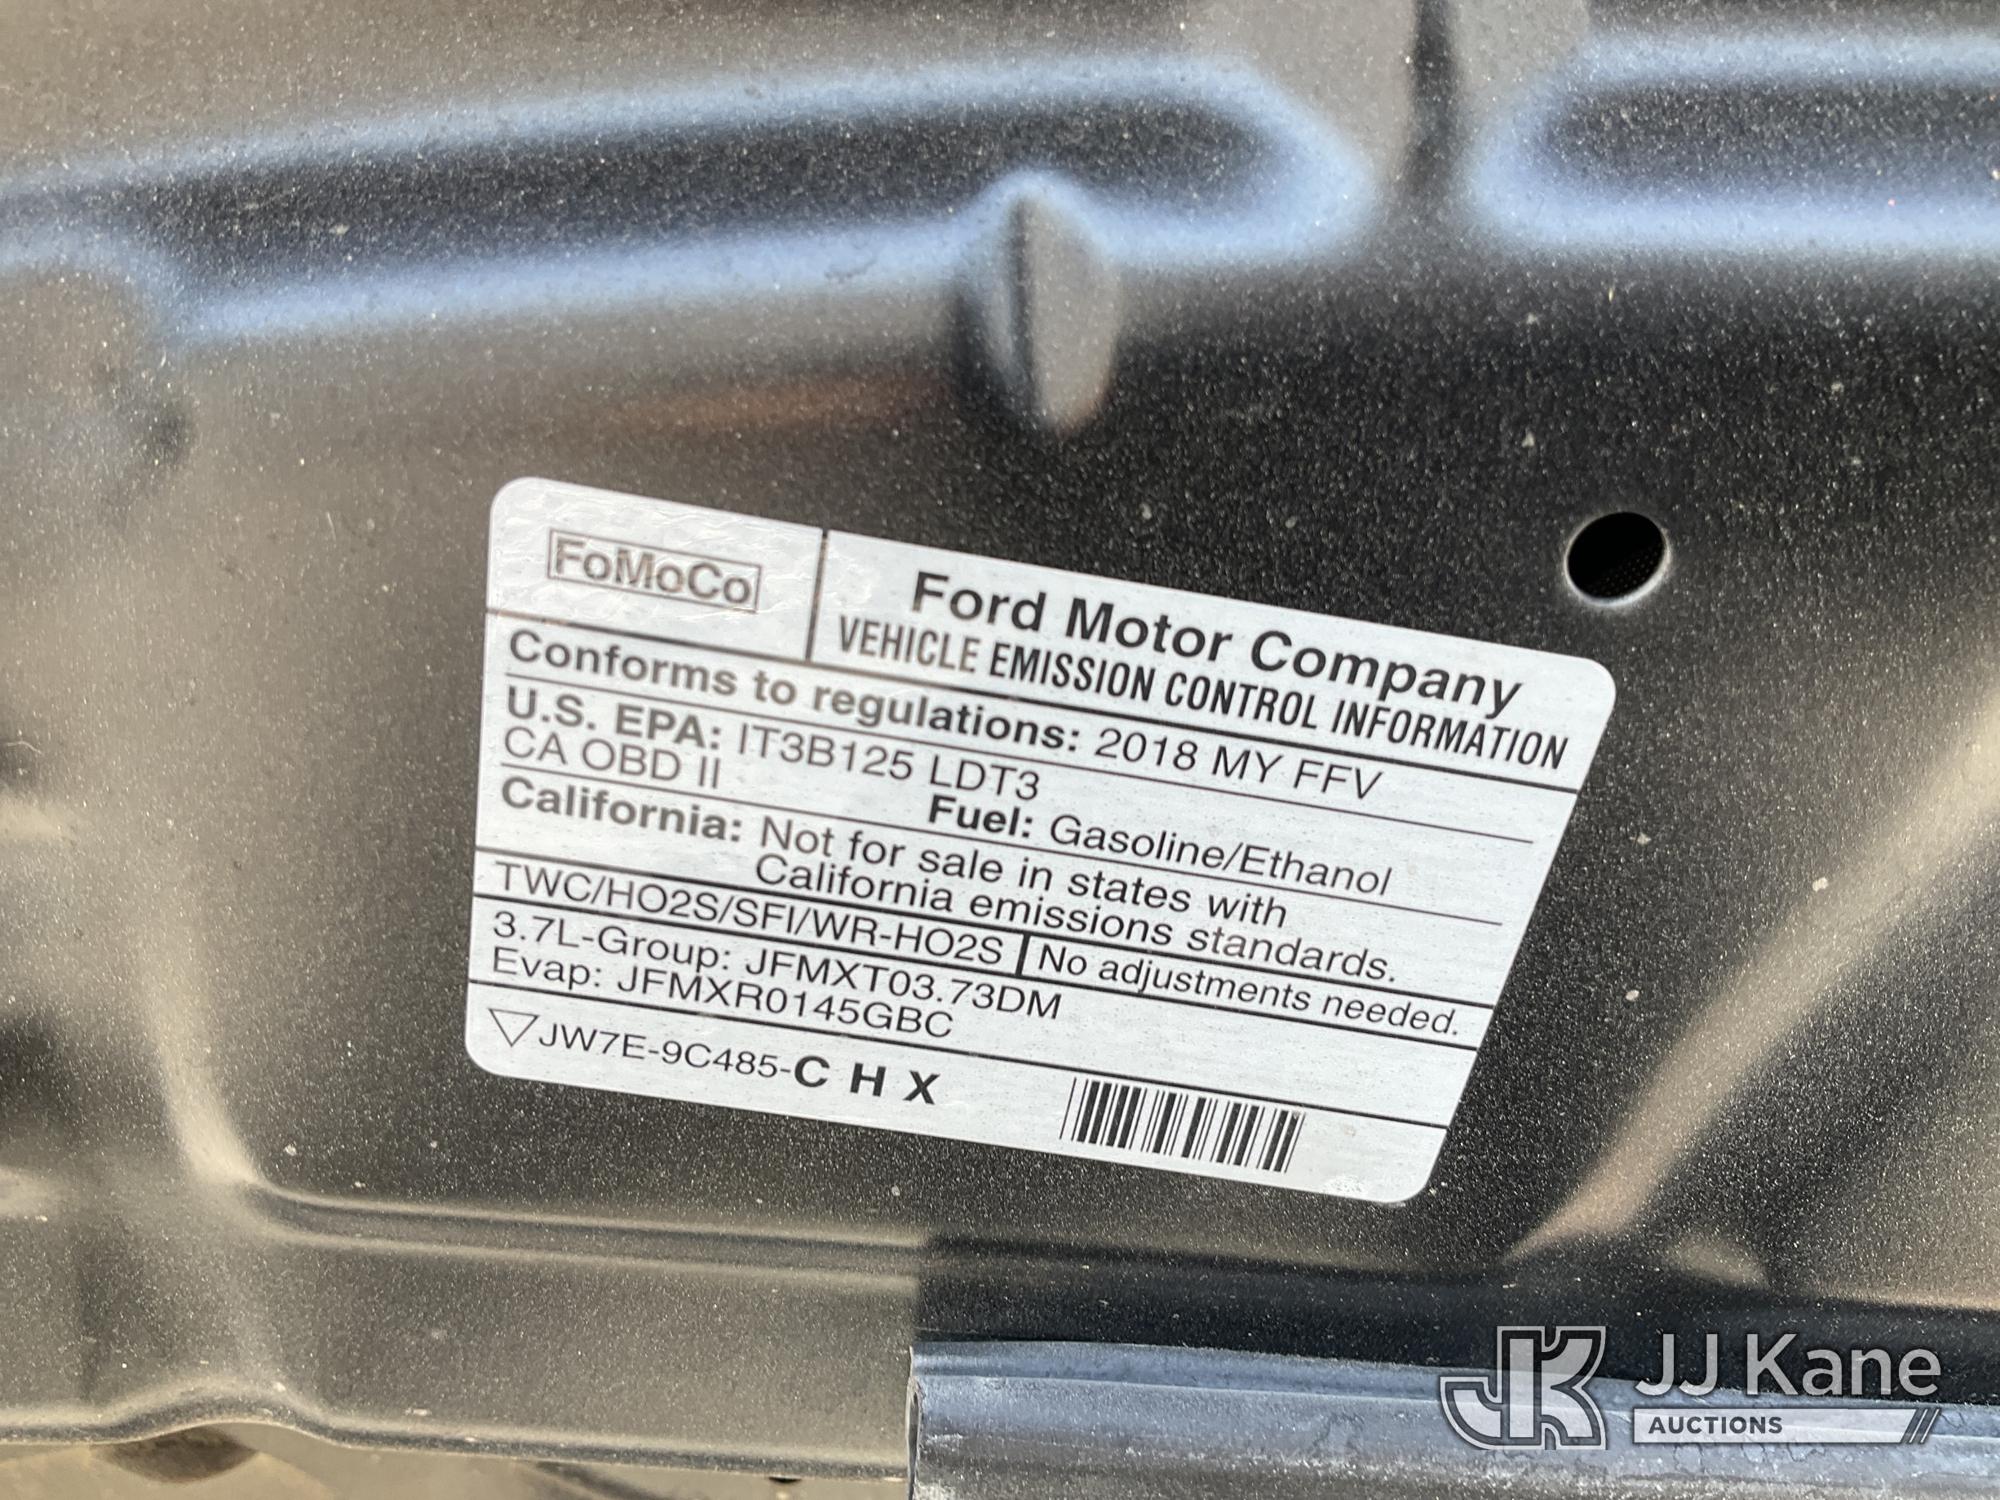 FoMoCo
Ford Motor Company
VEHICLE EMISSION CONTROL INFORMATION
Conforms to regulations: 2018 MY FFV
U.S. EPA: IT3B125 LDT3
CA OBD II Fuel: Gasoline/Ethanol
California: Not for sale in states with
California emissions standards.
TWC/HO2S/SFI/WR-HO2S No adjustments needed.
3.7L-Group: JFMXT03.73DM
Evap: JFMXR0145GBC
JW7E-9C485-C H X
JK JJ Kane
AUCTIONS